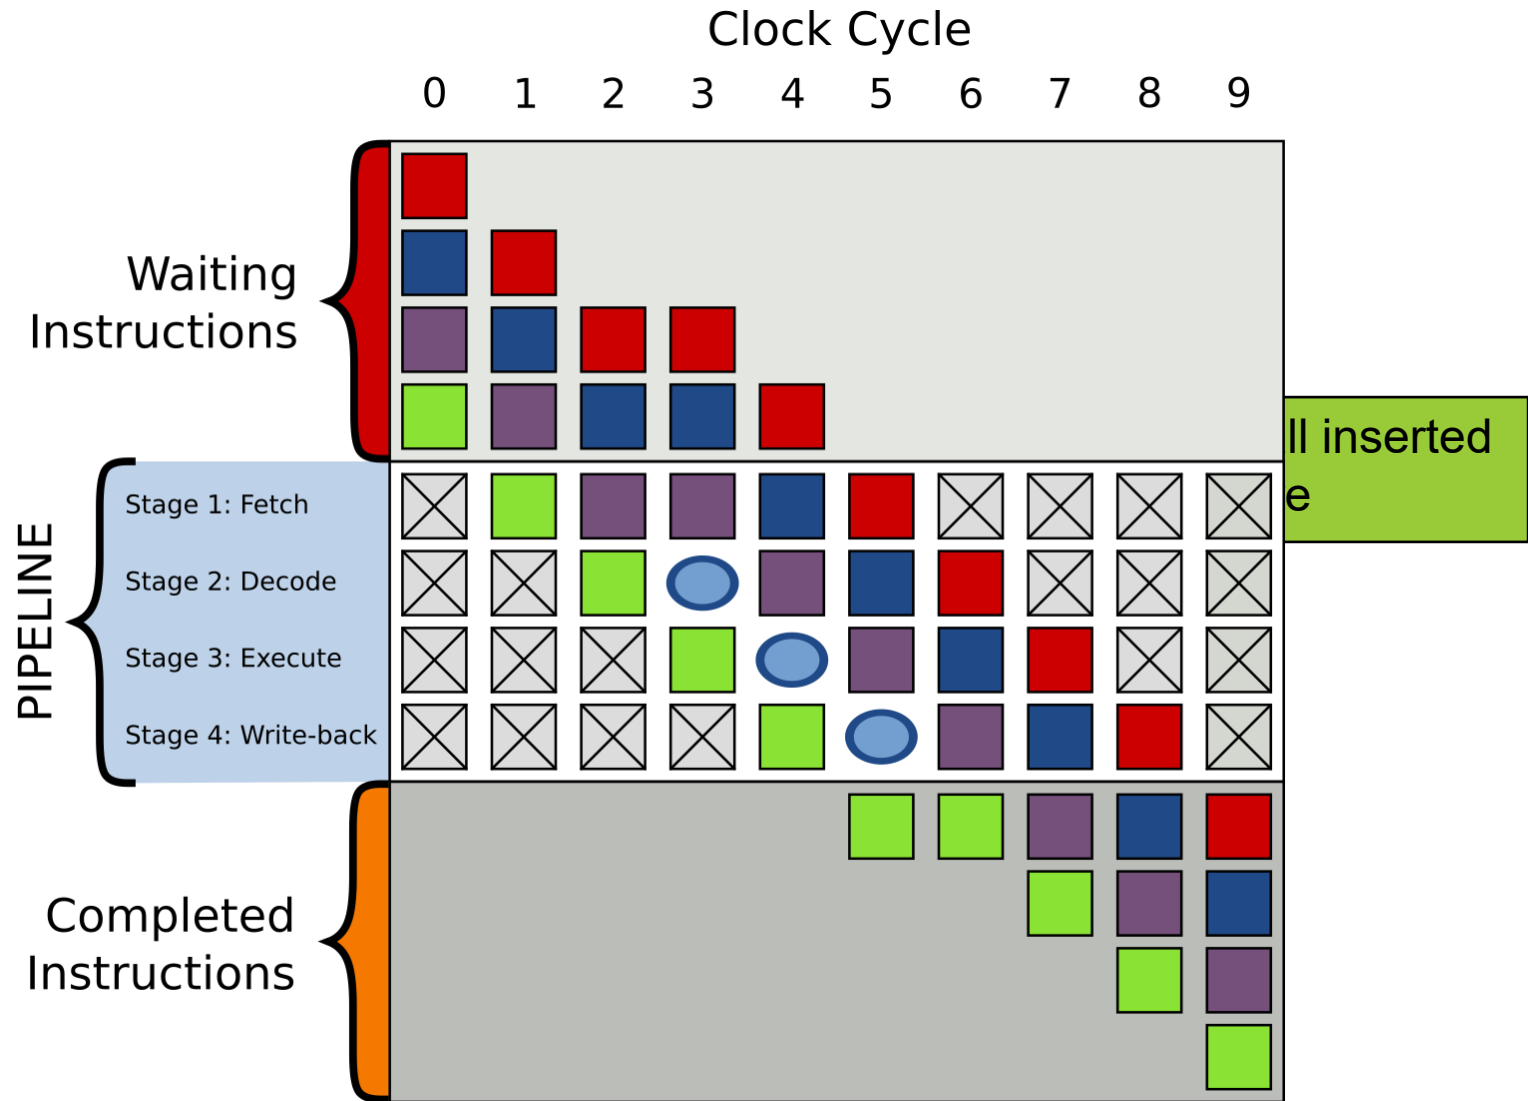 Clock Cycle
0 1 2 3 4 5 6 7 8 9
Waiting
Instructions
ll inserted
e
PIPELINE
Stage 1: Fetch
Stage 2: Decode
Stage 3: Execute
Stage 4: Write-back
Completed
Instructions